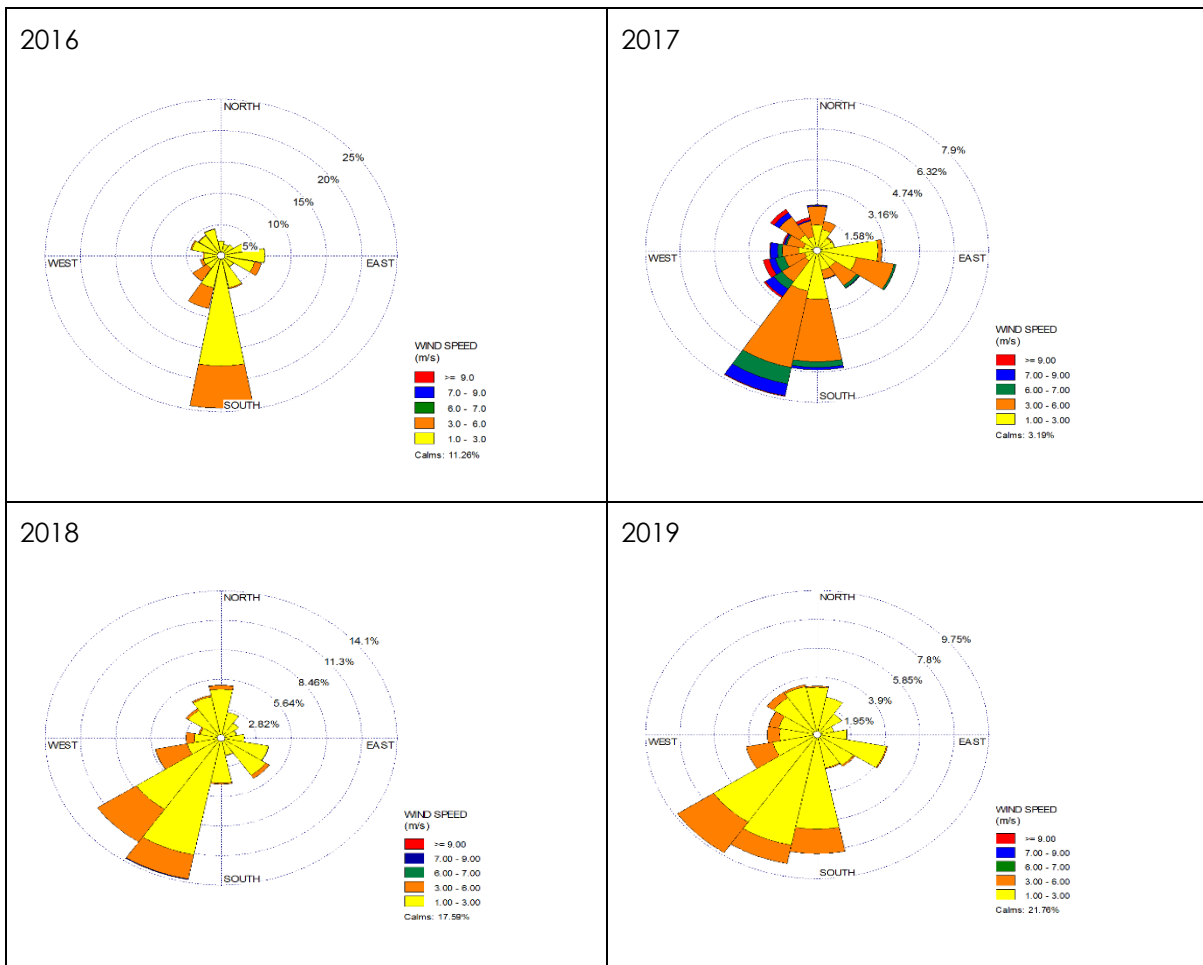 2016
NORTH
25%
20%
15%
10%
5%
WEST
EAST
SOUTH
WIND SPEED
(m/s)
>= 9.0
7.0 - 9.0
6.0 - 7.0
3.0 - 6.0
1.0 - 3.0
Calms: 11.26%
2017
NORTH
7.9%
6.32%
4.74%
3.16%
1.58%
WEST
EAST
SOUTH
WIND SPEED
(m/s)
>= 9.00
7.00 - 9.00
6.00 - 7.00
3.00 - 6.00
1.00 - 3.00
Calms: 3.19%
2018
NORTH
14.1%
11.3%
8.46%
5.64%
2.82%
WEST
EAST
SOUTH
WIND SPEED
(m/s)
>= 9.00
7.00 - 9.00
6.00 - 7.00
3.00 - 6.00
1.00 - 3.00
Calms: 17.59%
2019
NORTH
9.75%
7.8%
5.85%
3.9%
1.95%
WEST
EAST
SOUTH
WIND SPEED
(m/s)
>= 9.00
7.00 - 9.00
6.00 - 7.00
3.00 - 6.00
1.00 - 3.00
Calms: 21.76%